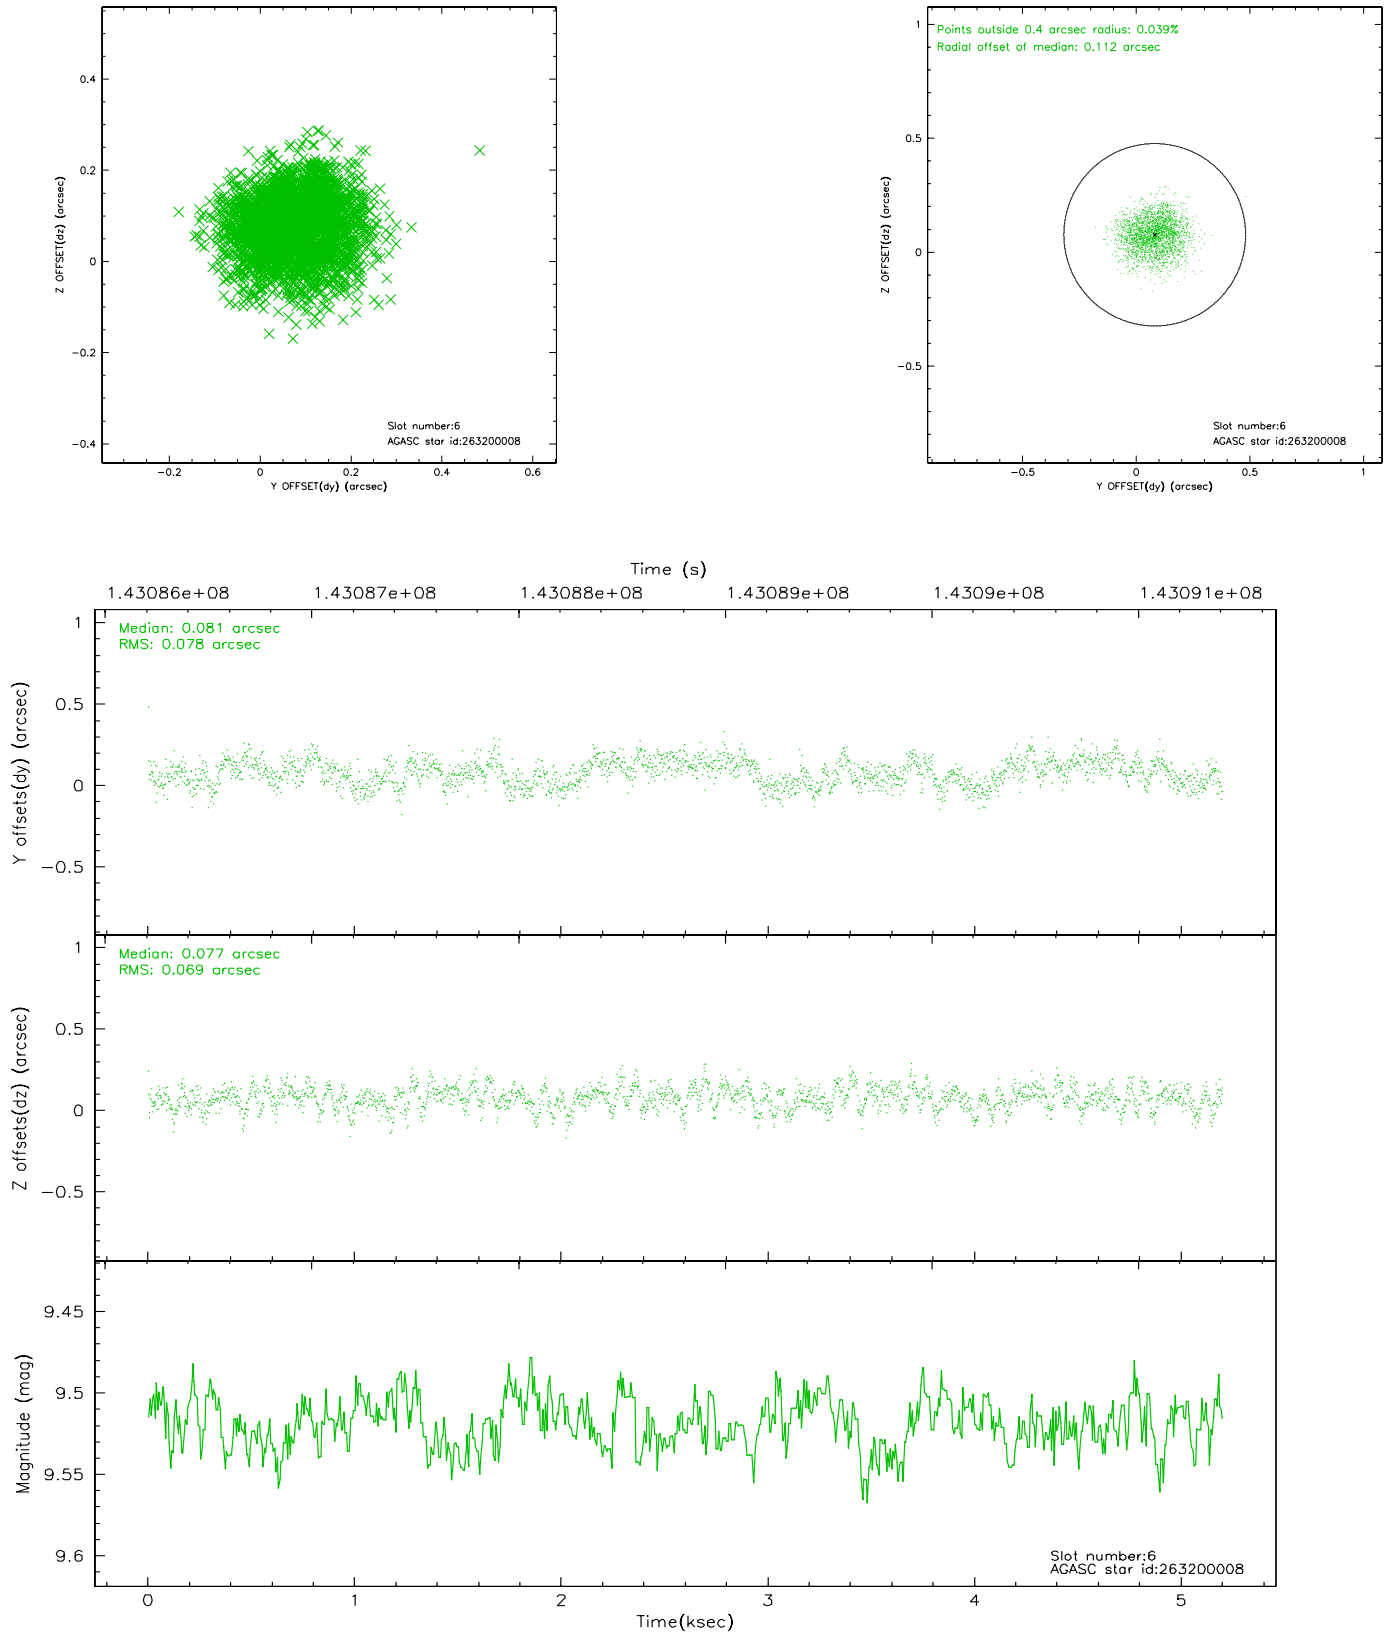 0.4
0.2
0
−0.2
−0.4
Z OFFSET(dz) (arcsec)
Slot number:6
AGASC star id:263200008
−0.2 0 0.2 0.4 0.6
Y OFFSET(dy) (arcsec)
Points outside 0.4 arcsec radius: 0.039%
Radial offset of median: 0.112 arcsec
1
0.5
0
−0.5
Z OFFSET(dz) (arcsec)
Slot number:6
AGASC star id:263200008
−0.5 0 0.5 1
Y OFFSET(dy) (arcsec)
Time (s)
1.43086e+08 1.43087e+08 1.43088e+08 1.43089e+08 1.4309e+08 1.43091e+08
Median: 0.081 arcsec
RMS: 0.078 arcsec
1
0.5
0
−0.5
Y offsets(dy) (arcsec)
Median: 0.077 arcsec
RMS: 0.069 arcsec
1
0.5
0
−0.5
Z offsets(dz) (arcsec)
9.45
9.5
9.55
9.6
Magnitude (mag)
Slot number:6
AGASC star id:263200008
0 1 2 3 4 5
Time(ksec)